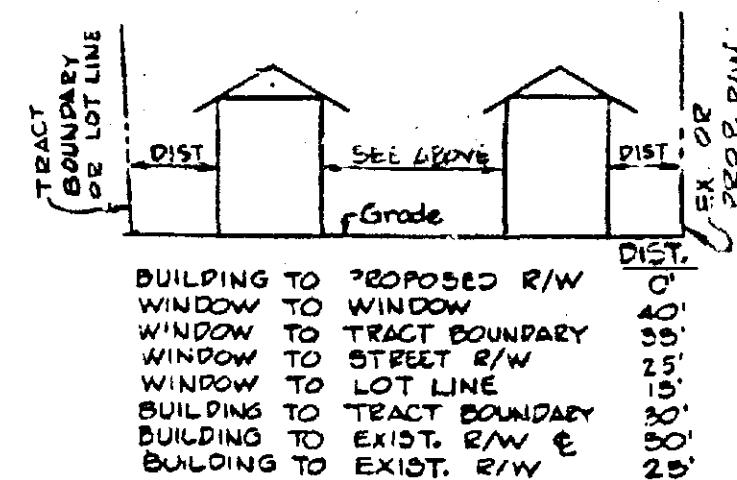 TRACT
BOUNDARY
OR LOT LINE
DIST
SEE ABOVE
DIST
EX. OR
PROP. R/W
Grade
DIST.
BUILDING TO PROPOSED R/W 0'
WINDOW TO WINDOW 40'
WINDOW TO TRACT BOUNDARY 35'
WINDOW TO STREET R/W 25'
WINDOW TO LOT LINE 15'
BUILDING TO TRACT BOUNDARY 30'
BUILDING TO EXIST. R/W ℄ 50'
BUILDING TO EXIST. R/W 25'